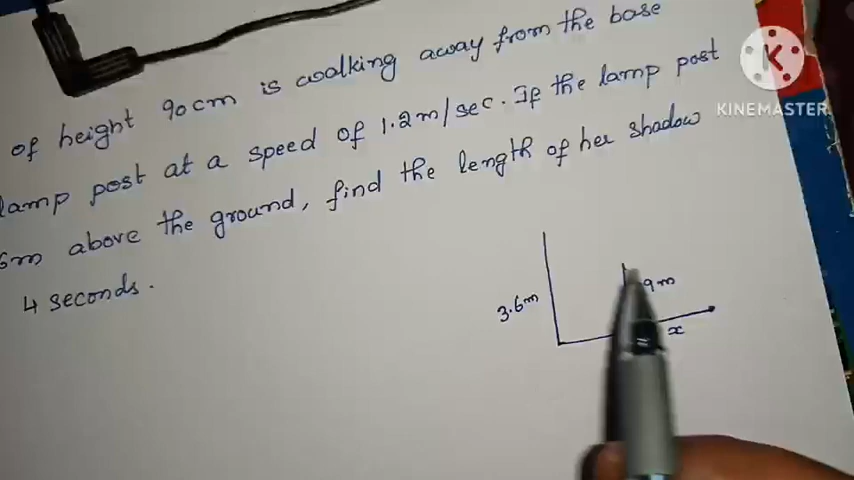 of height 90cm is walking away from the base
lamp post at a speed of 1.2m/sec. If the lamp post
6m above the ground, find the length of her shadow
4 seconds.
3.6m
9m
x
K
KINEMASTER